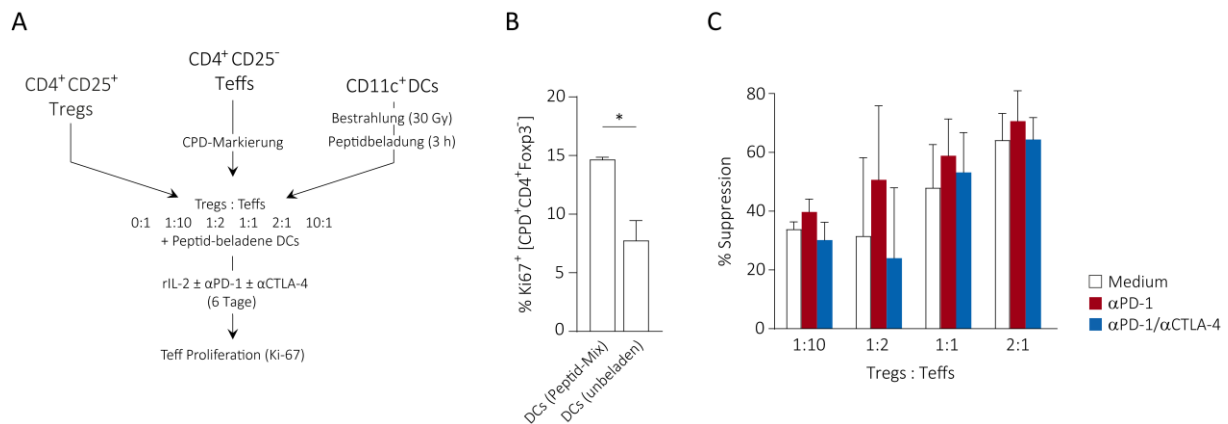 A
CD4⁺CD25⁺
Tregs
CD4⁺CD25⁻
Teffs
CD11c⁺DCs
Bestrahlung (30 Gy)
Peptidbeladung (3 h)
CPD-Markierung
Tregs : Teffs
0:1 1:10 1:2 1:1 2:1 10:1
+ Peptid-beladene DCs
rIL-2 ± αPD-1 ± αCTLA-4
(6 Tage)
Teff Proliferation (Ki-67)
B
% Ki67⁺ [CPD⁺CD4⁺Foxp3⁻]
20
15
10
5
0
*
DCs (Peptid-Mix)
DCs (unbeladen)
C
% Suppression
80
60
40
20
0
1:10 1:2 1:1 2:1
Tregs : Teffs
Medium
αPD-1
αPD-1/αCTLA-4